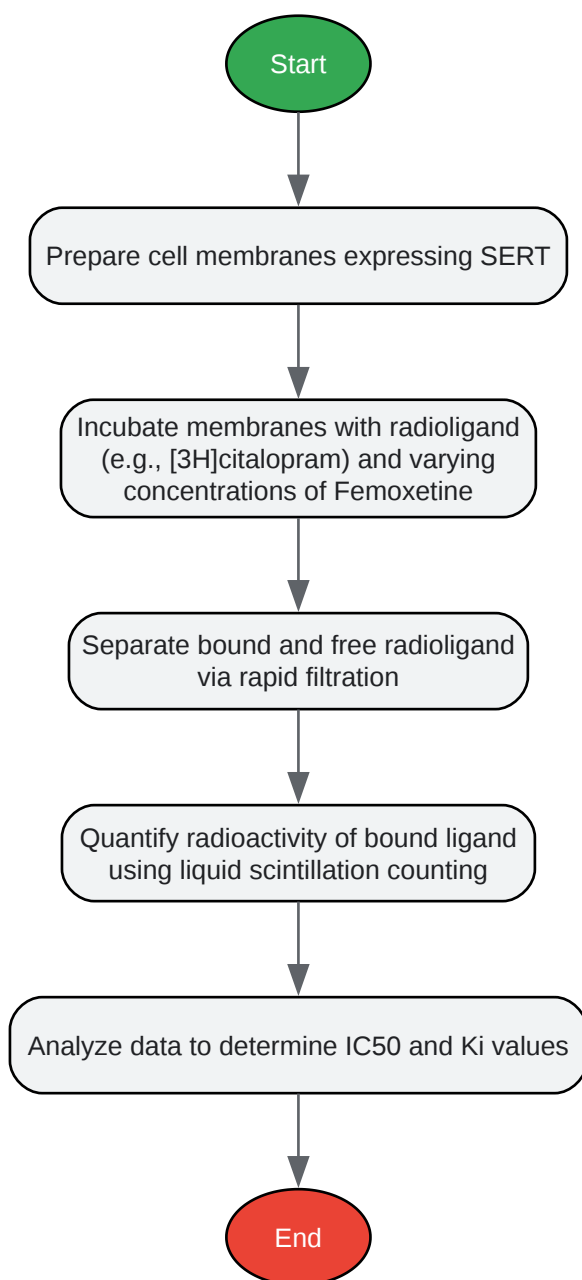 Start
Prepare cell membranes expressing SERT
Incubate membranes with radioligand
(e.g., [3H]citalopram) and varying
concentrations of Femoxetine
Separate bound and free radioligand
via rapid filtration
Quantify radioactivity of bound ligand
using liquid scintillation counting
Analyze data to determine IC50 and Ki values
End